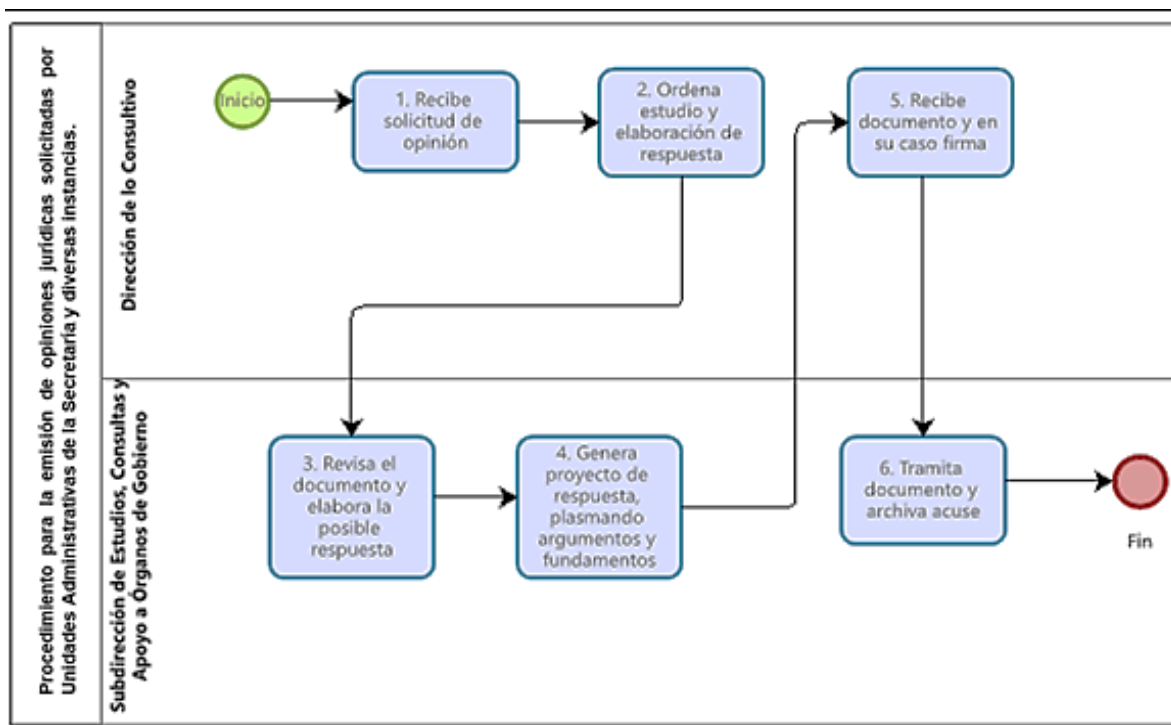 Procedimiento para la emisión de opiniones jurídicas solicitadas por
Unidades Administrativas de la Secretaría y diversas instancias.
Dirección de lo Consultivo
Inicio
1. Recibe
solicitud de
opinión
2. Ordena
estudio y
elaboración de
respuesta
5. Recibe
documento y en
su caso firma
Subdirección de Estudios, Consultas y
Apoyo a Órganos de Gobierno
3. Revisa el
documento y
elabora la
posible
respuesta
4. Genera
proyecto de
respuesta,
plasmando
argumentos y
fundamentos
6. Tramita
documento y
archiva acuse
Fin